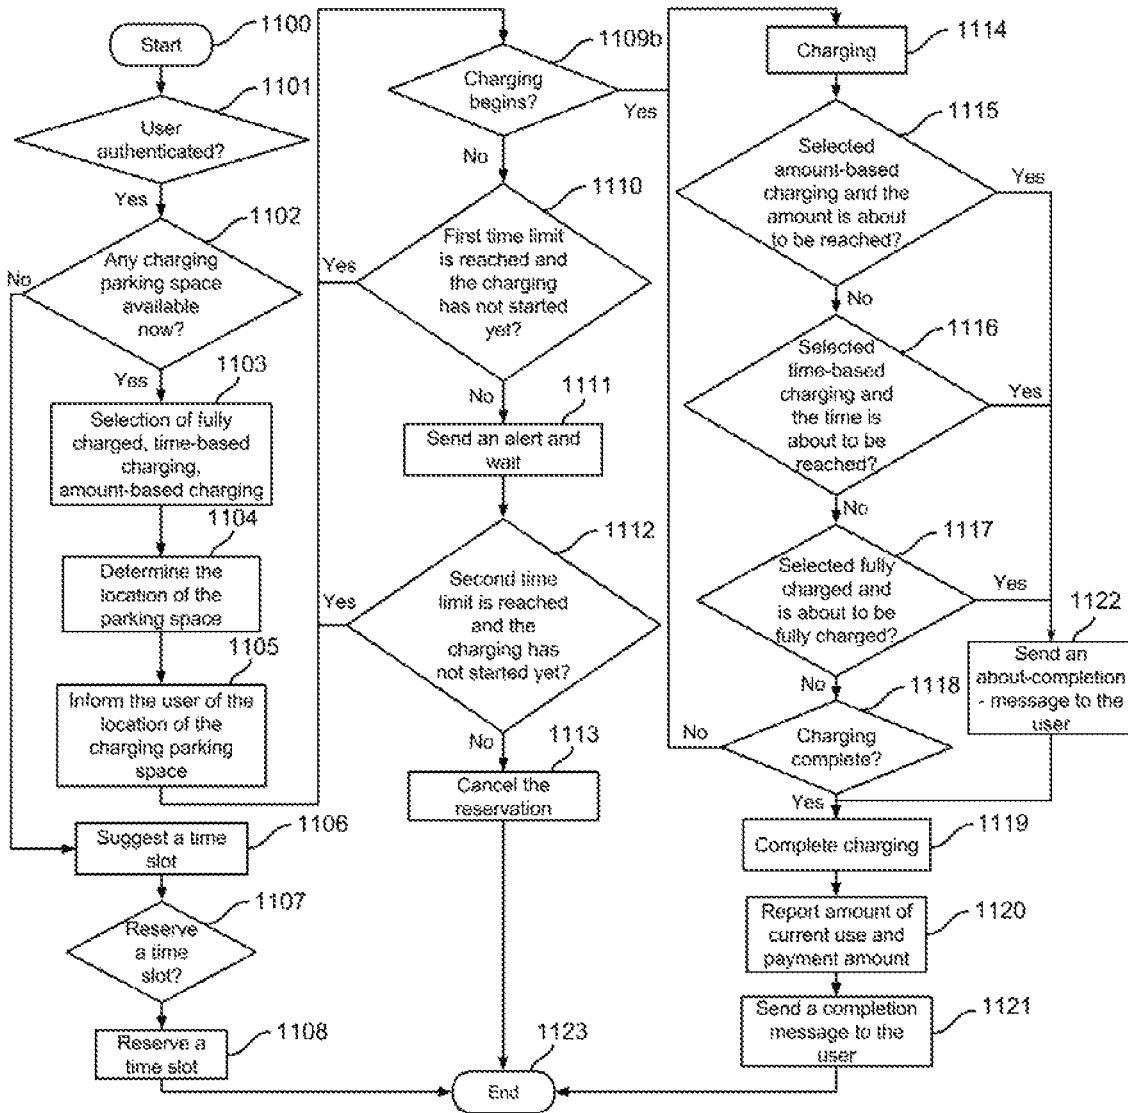 Start
1100
1101
User
authenticated?
Yes
1102
Any charging
parking space
available
now?
No
Yes
1103
Selection of fully
charged, time-based
charging,
amount-based charging
1104
Determine the
location of the
parking space
1105
Inform the user of the
location of the
charging parking
space
1106
Suggest a time
slot
1107
Reserve
a time
slot?
1108
Reserve a
time slot
1109b
Charging
begins?
Yes
No
1110
First time limit
is reached and
the charging
has not started
yet?
Yes
No
1111
Send an alert and
wait
1112
Second time
limit is reached
and the
charging has
not started yet?
Yes
No
1113
Cancel the
reservation
1123
End
1114
Charging
1115
Selected
amount-based
charging and the
amount is about
to be reached?
Yes
No
1116
Selected
time-based
charging and
the time is
about to be
reached?
Yes
No
1117
Selected fully
charged and
is about to be
fully charged?
Yes
No
1122
Send an
about-completion
- message to the
user
1118
Charging
complete?
No
Yes
1119
Complete charging
1120
Report amount of
current use and
payment amount
1121
Send a completion
message to the
user